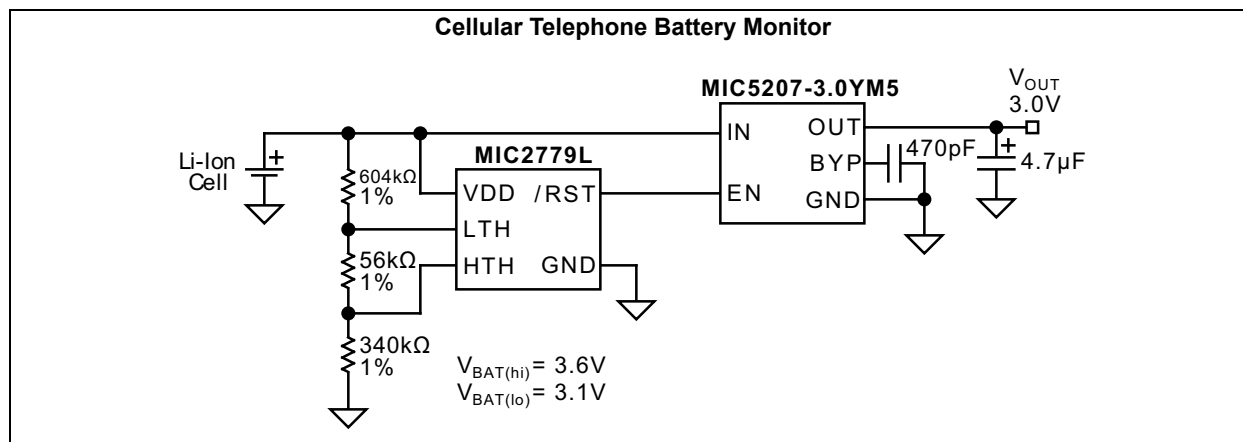 Cellular Telephone Battery Monitor
MIC5207-3.0YM5
VOUT
3.0V
IN
OUT
BYP
470pF
4.7µF
EN
GND
Li-Ion
Cell
+
+
MIC2779L
604kΩ
1%
VDD
/RST
LTH
56kΩ
1%
HTH
GND
340kΩ
1%
VBAT(hi)= 3.6V
VBAT(lo)= 3.1V